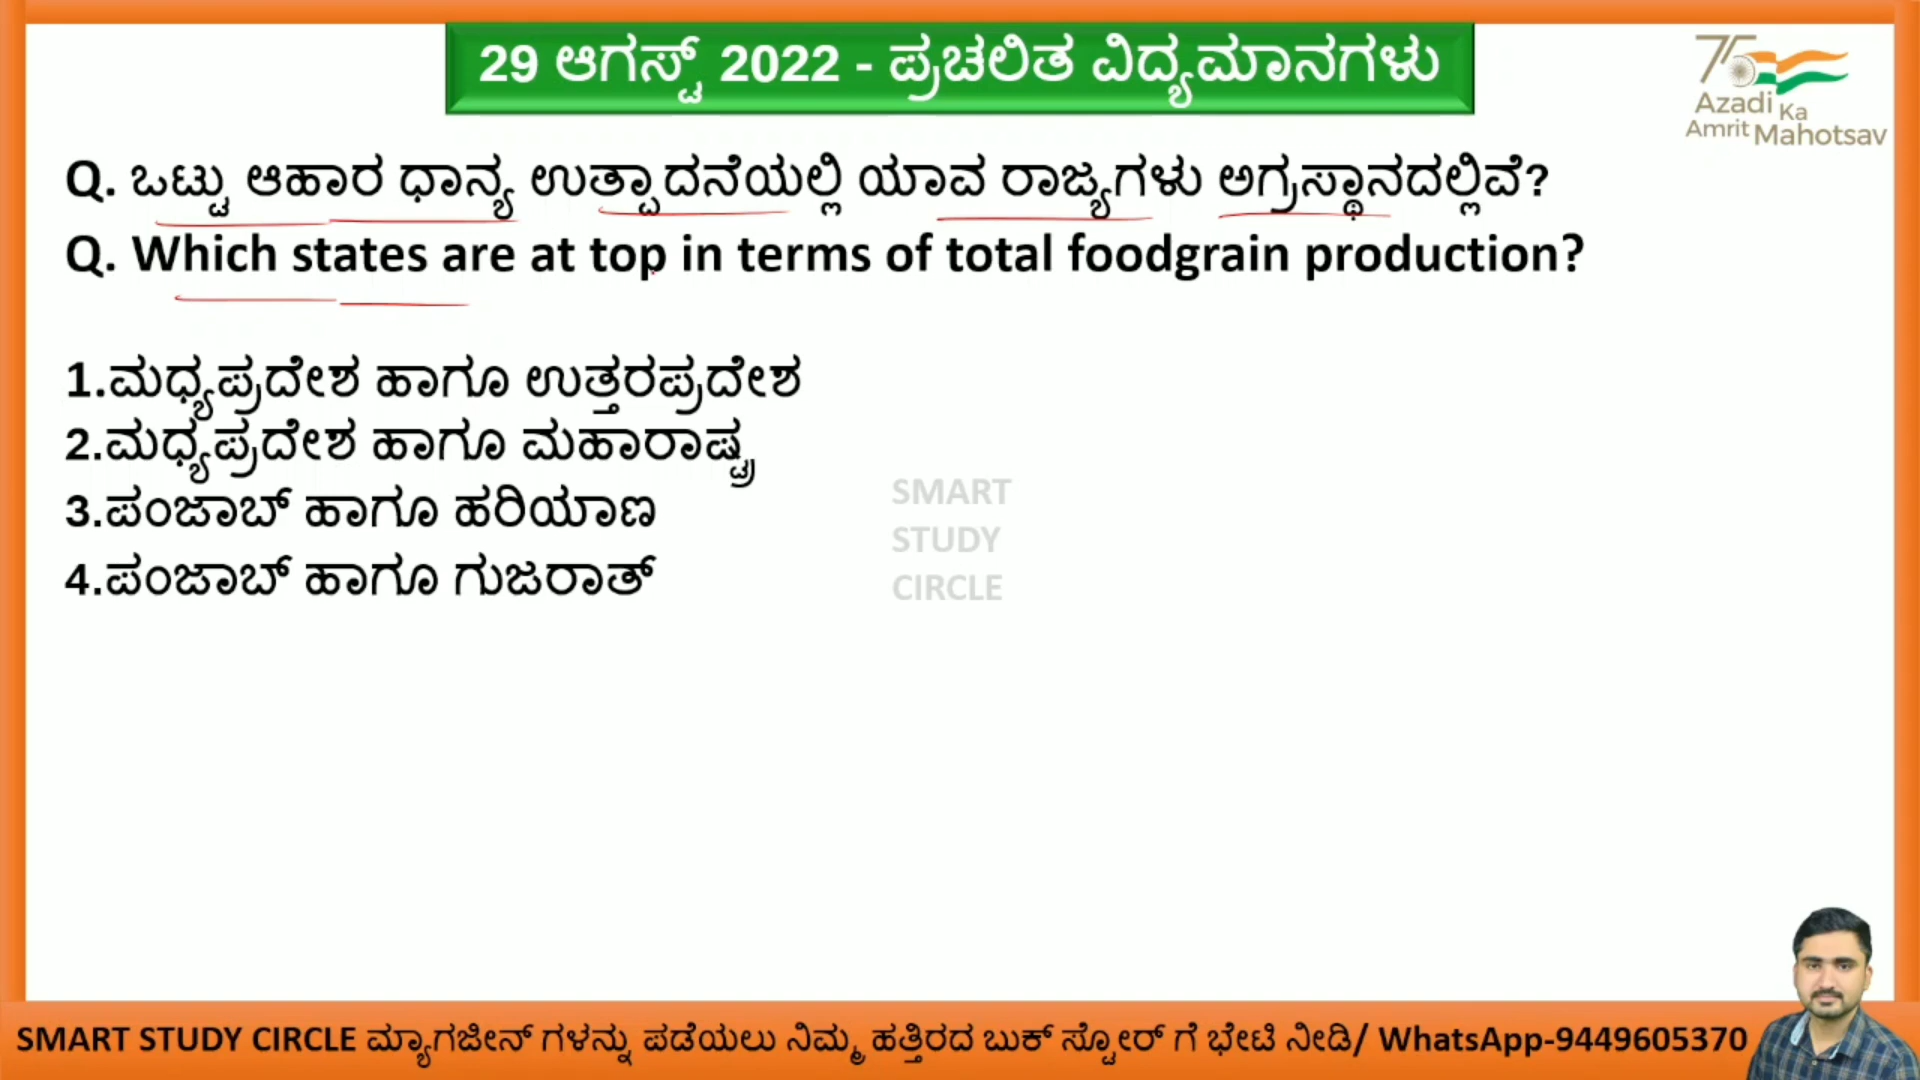 29 ಆಗಸ್ಟ್ 2022 - ಪ್ರಚಲಿತ ವಿದ್ಯಮಾನಗಳು
75
Azadi Ka
Amrit Mahotsav
Q. ಒಟ್ಟು ಆಹಾರ ಧಾನ್ಯ ಉತ್ಪಾದನೆಯಲ್ಲಿ ಯಾವ ರಾಜ್ಯಗಳು ಅಗ್ರಸ್ಥಾನದಲ್ಲಿವೆ?
Q. Which states are at top in terms of total foodgrain production?
1.ಮಧ್ಯಪ್ರದೇಶ ಹಾಗೂ ಉತ್ತರಪ್ರದೇಶ
2.ಮಧ್ಯಪ್ರದೇಶ ಹಾಗೂ ಮಹಾರಾಷ್ಟ್ರ
3.ಪಂಜಾಬ್ ಹಾಗೂ ಹರಿಯಾಣ
4.ಪಂಜಾಬ್ ಹಾಗೂ ಗುಜರಾತ್
SMART
STUDY
CIRCLE
SMART STUDY CIRCLE ಮ್ಯಾಗಜೀನ್ ಗಳನ್ನು ಪಡೆಯಲು ನಿಮ್ಮ ಹತ್ತಿರದ ಬುಕ್ ಸ್ಟೋರ್ ಗೆ ಭೇಟಿ ನೀಡಿ/ WhatsApp-9449605370